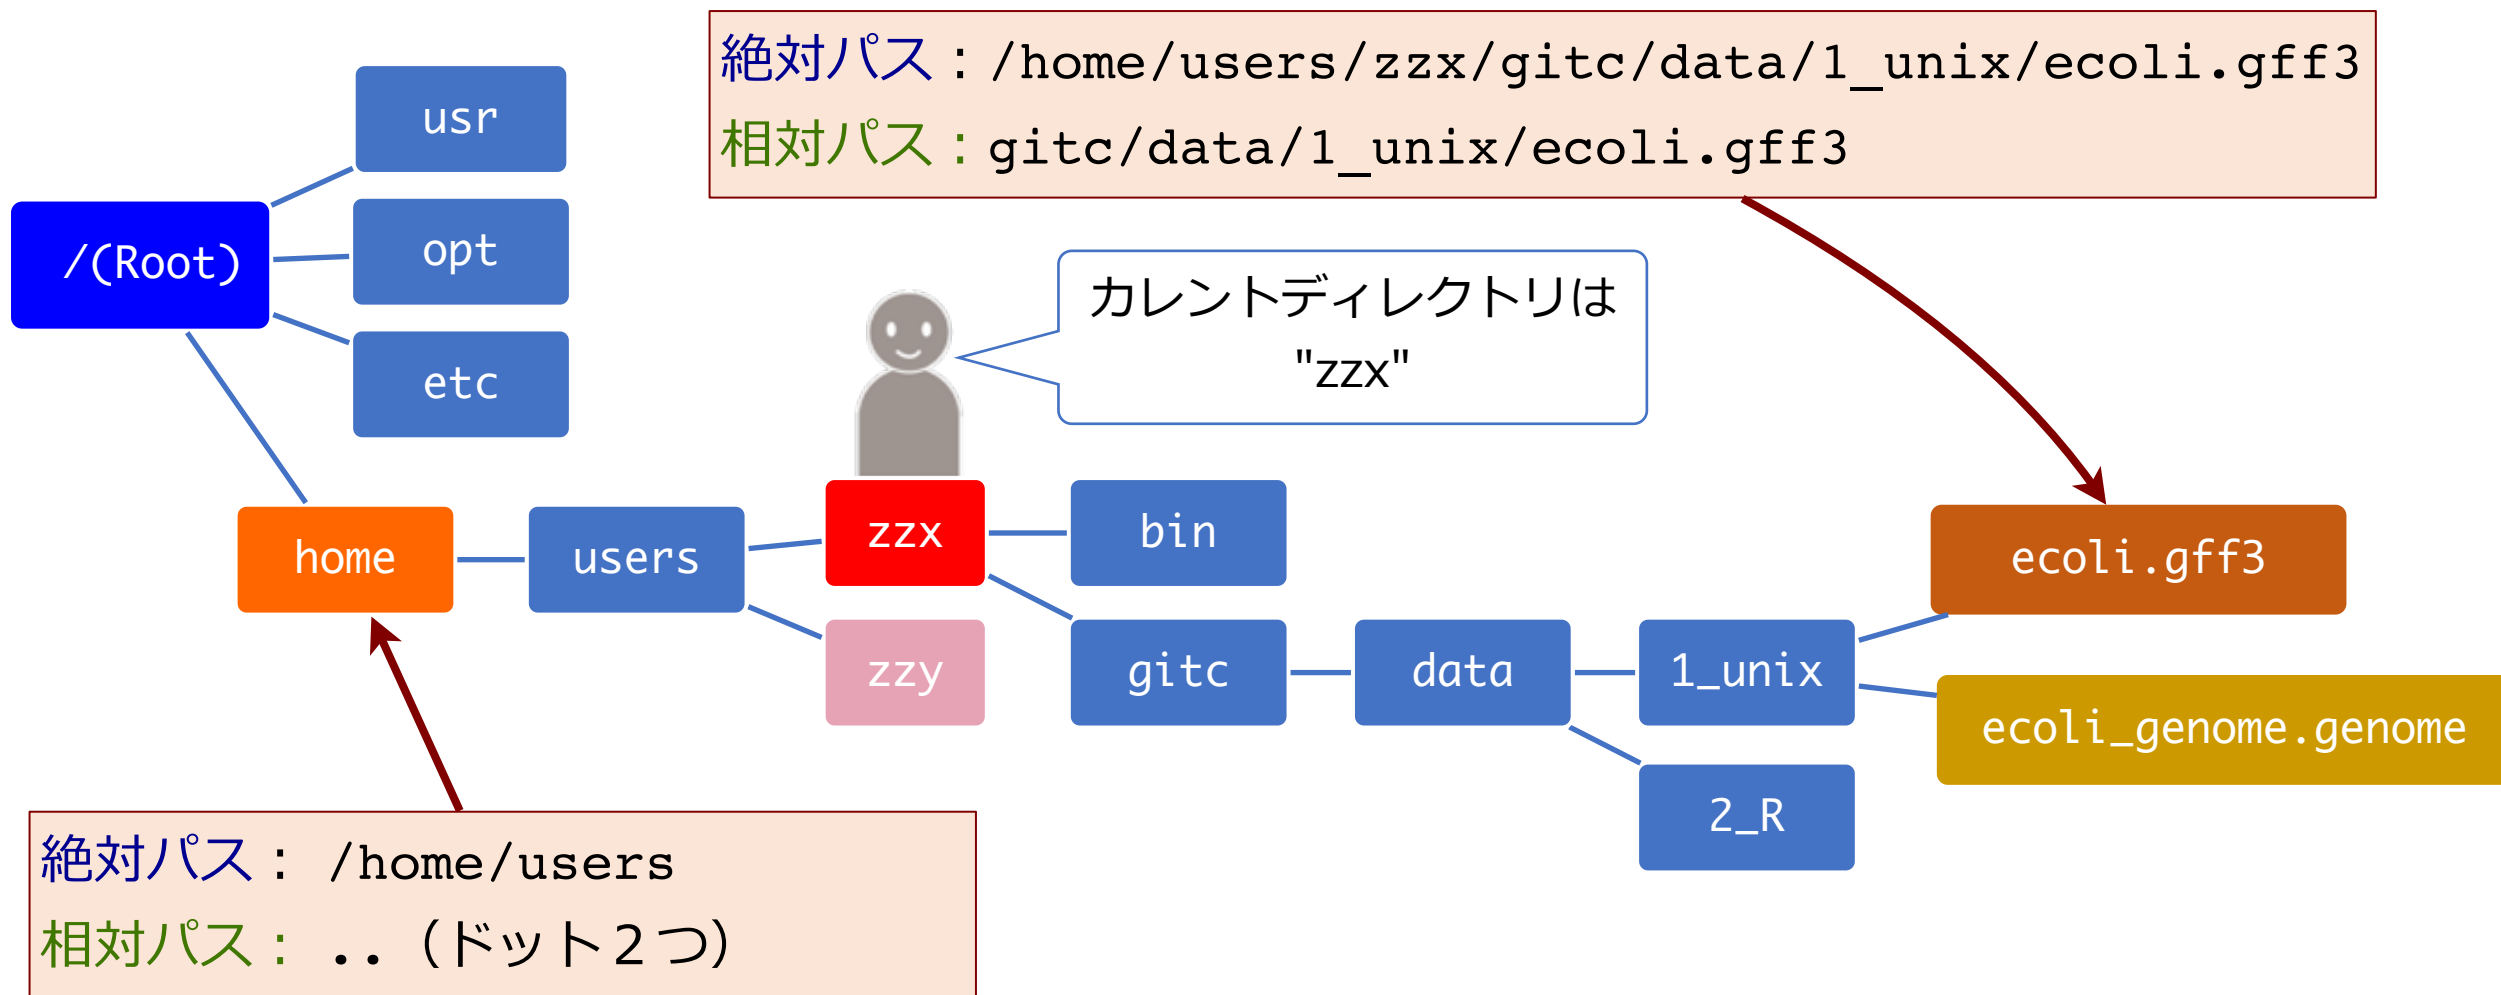 絶対パス：/home/users/zzx/gitc/data/1_unix/ecoli.gff3
相対パス：gitc/data/1_unix/ecoli.gff3
usr
/(Root)
opt
etc
カレントディレクトリは
"zzx"
home
users
zzx
bin
ecoli.gff3
zzy
gitc
data
1_unix
ecoli_genome.genome
2_R
絶対パス： /home/users
相対パス： ..（ドット２つ）